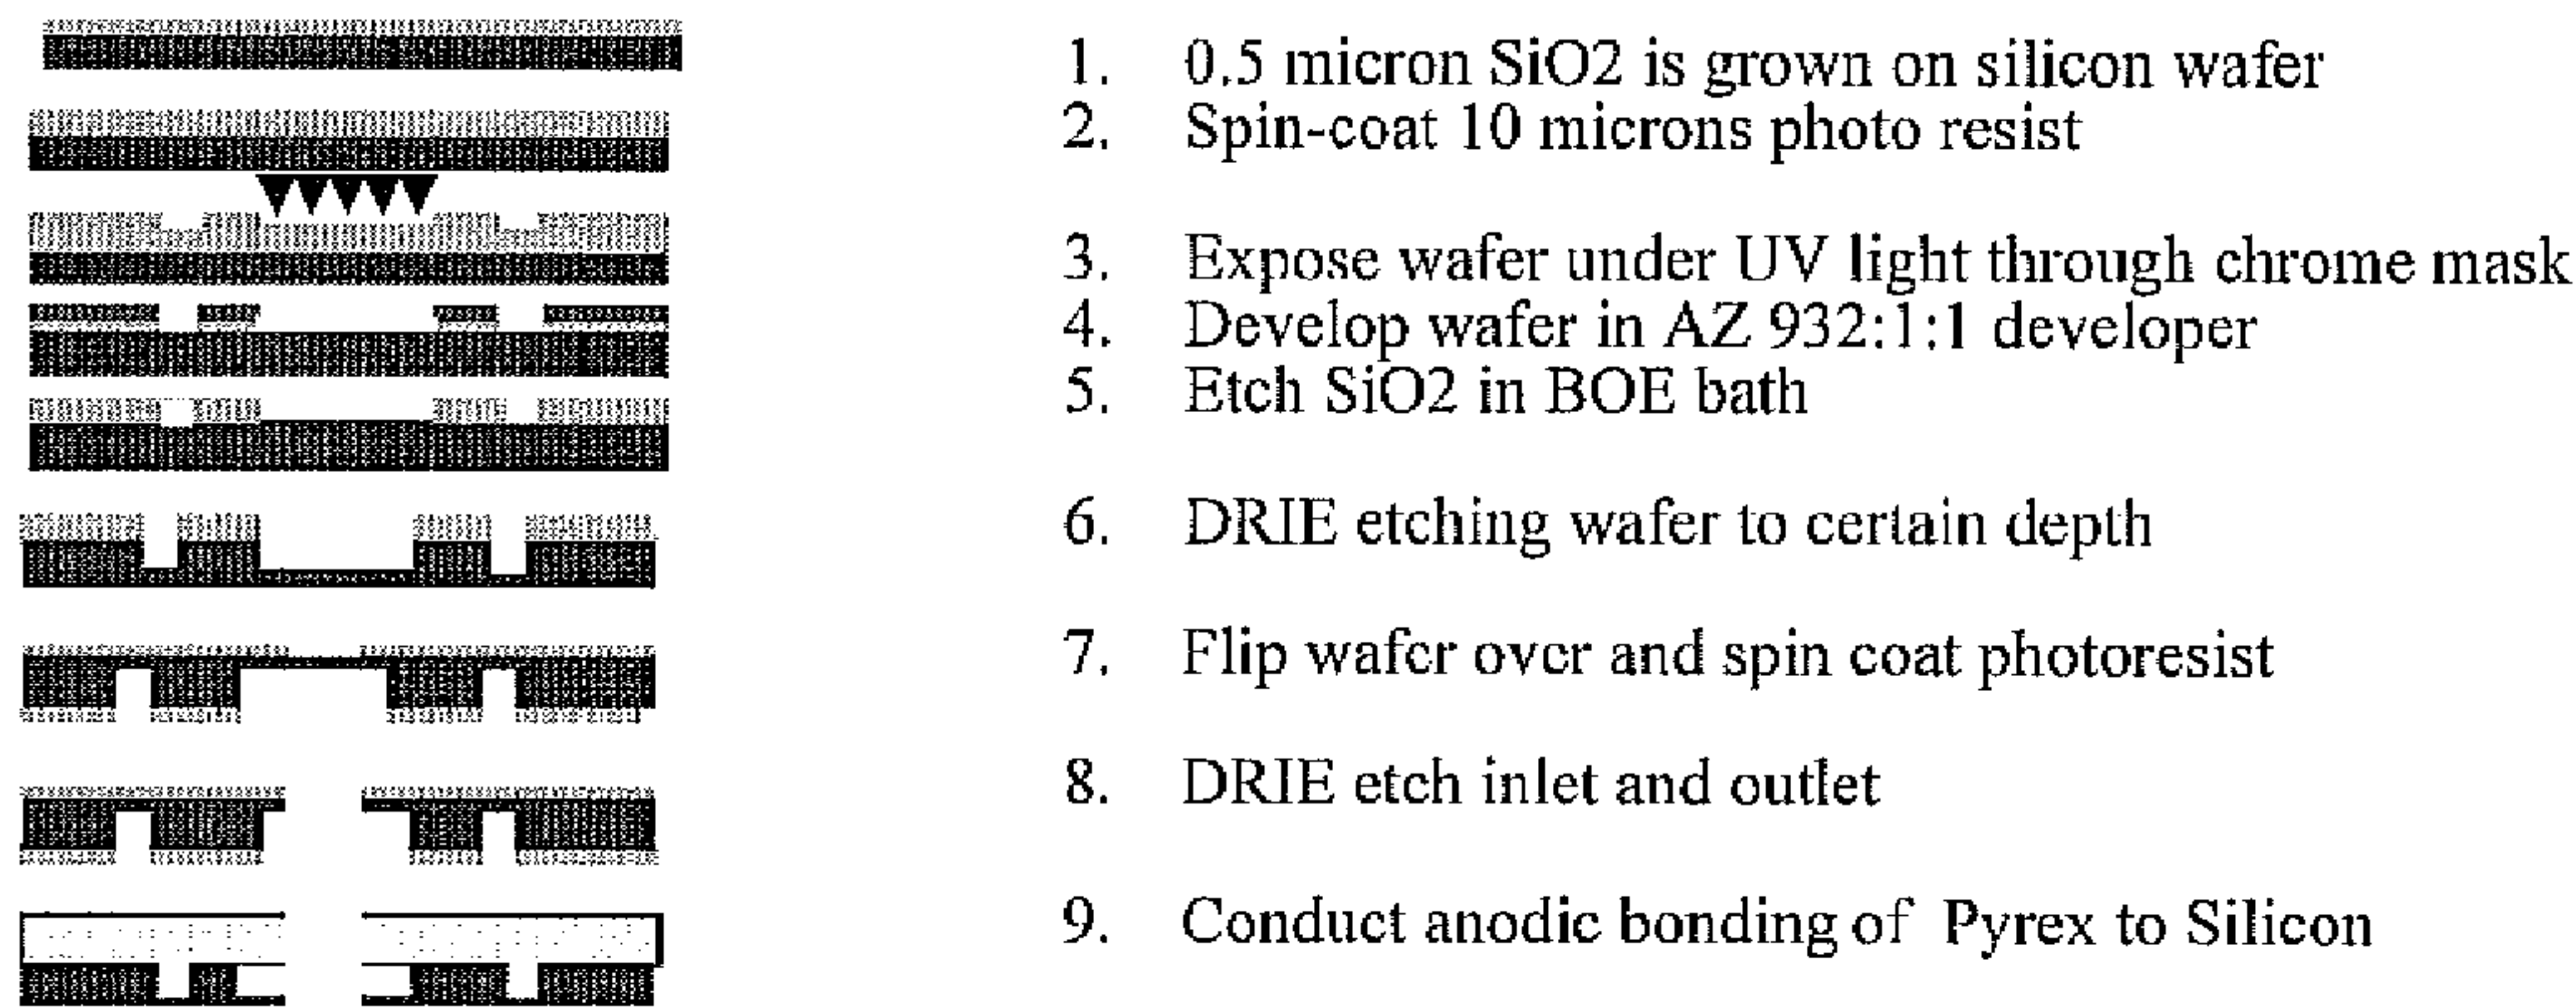 1. 0.5 micron SiO2 is grown on silicon wafer
2. Spin-coat 10 microns photo resist
3. Expose wafer under UV light through chrome mask
4. Develop wafer in AZ 932:1:1 developer
5. Etch SiO2 in BOE bath
6. DRIE etching wafer to certain depth
7. Flip wafer over and spin coat photoresist
8. DRIE etch inlet and outlet
9. Conduct anodic bonding of Pyrex to Silicon